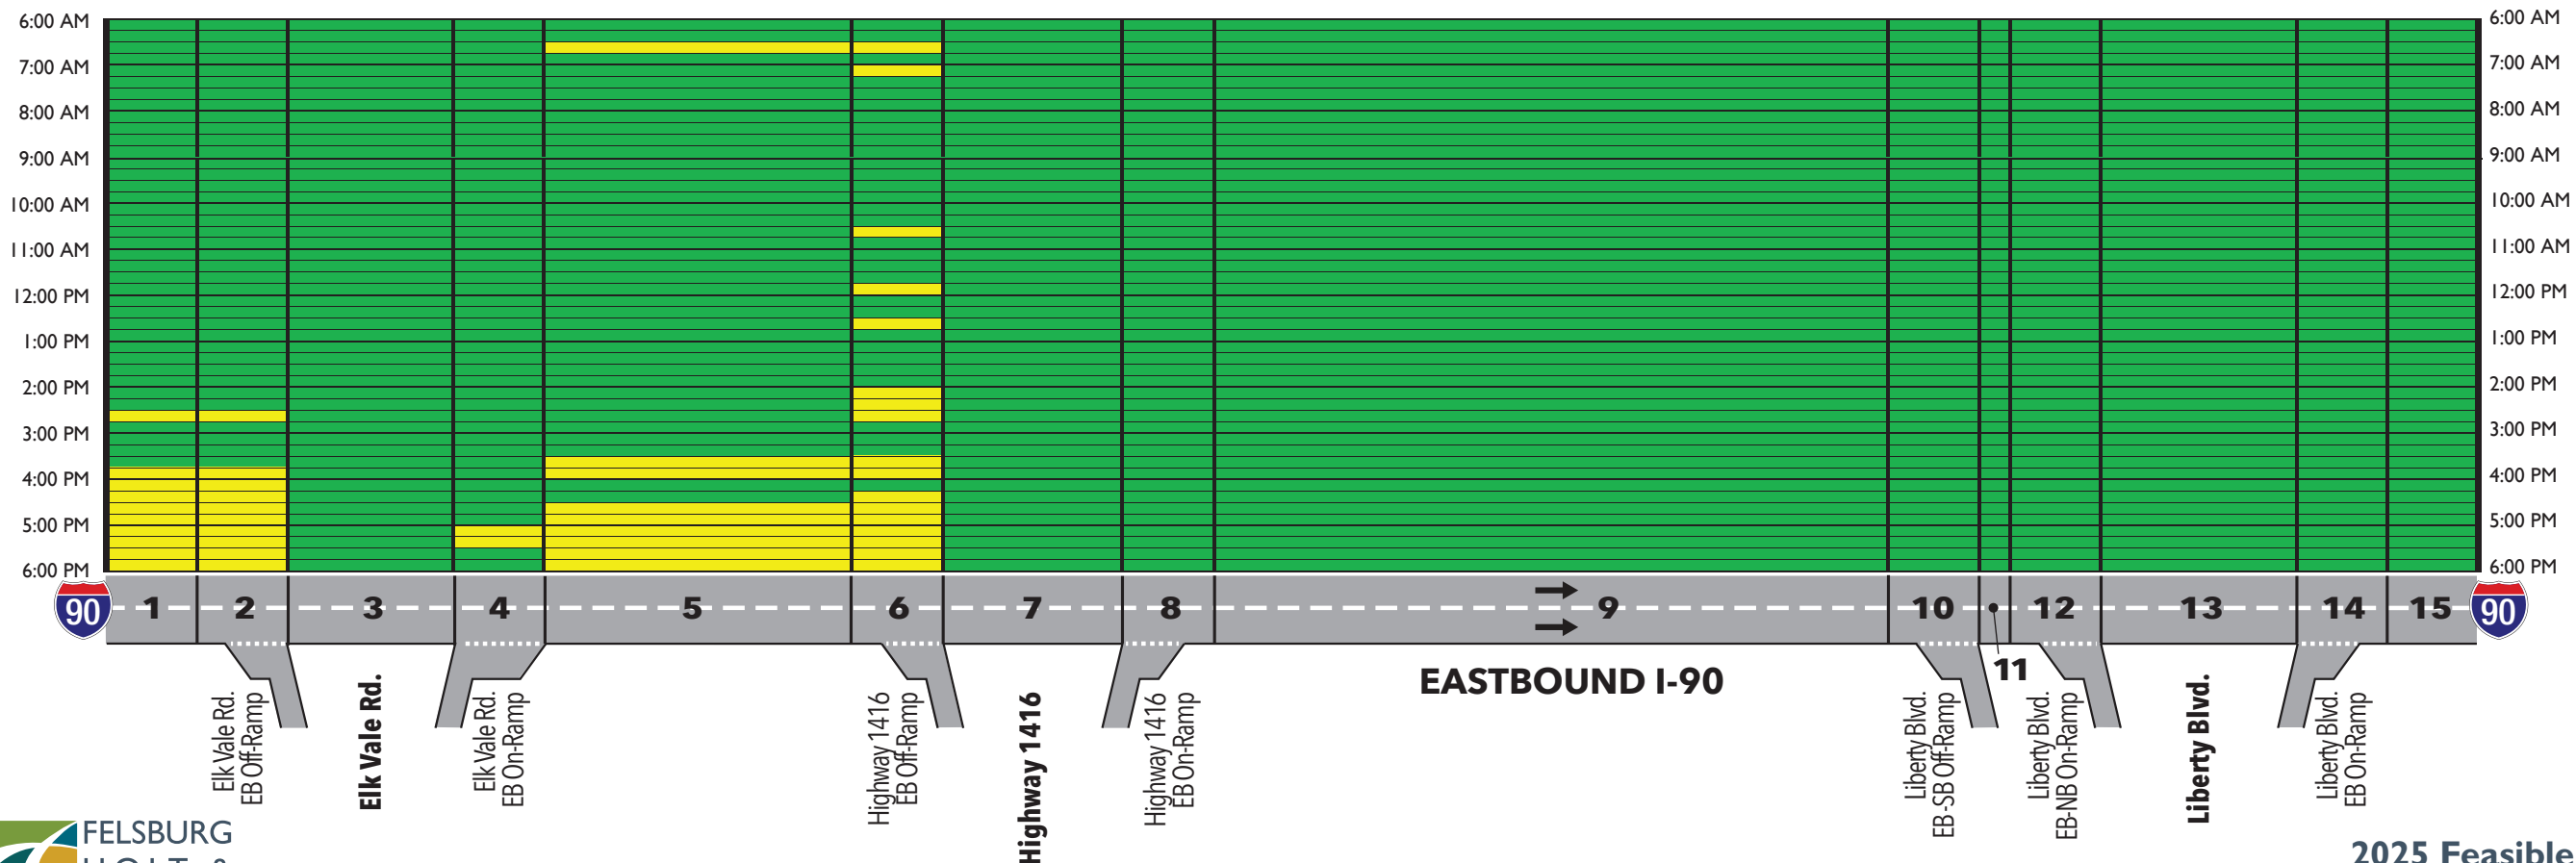 6:00 AM
7:00 AM
8:00 AM
9:00 AM
10:00 AM
11:00 AM
12:00 PM
1:00 PM
2:00 PM
3:00 PM
4:00 PM
5:00 PM
6:00 PM
6:00 AM
7:00 AM
8:00 AM
9:00 AM
10:00 AM
11:00 AM
12:00 PM
1:00 PM
2:00 PM
3:00 PM
4:00 PM
5:00 PM
6:00 PM
90 1 2 3 4 5 6 7 8 9 10 12 13 14 15 90
11
EASTBOUND I-90
Elk Vale Rd.
EB Off-Ramp
Elk Vale Rd.
Elk Vale Rd.
EB On-Ramp
Highway 1416
EB Off-Ramp
Highway 1416
Highway 1416
EB On-Ramp
Liberty Blvd.
EB-SB Off-Ramp
Liberty Blvd.
EB-NB On-Ramp
Liberty Blvd.
Liberty Blvd.
EB On-Ramp
FELSBURG
2025 Feasible